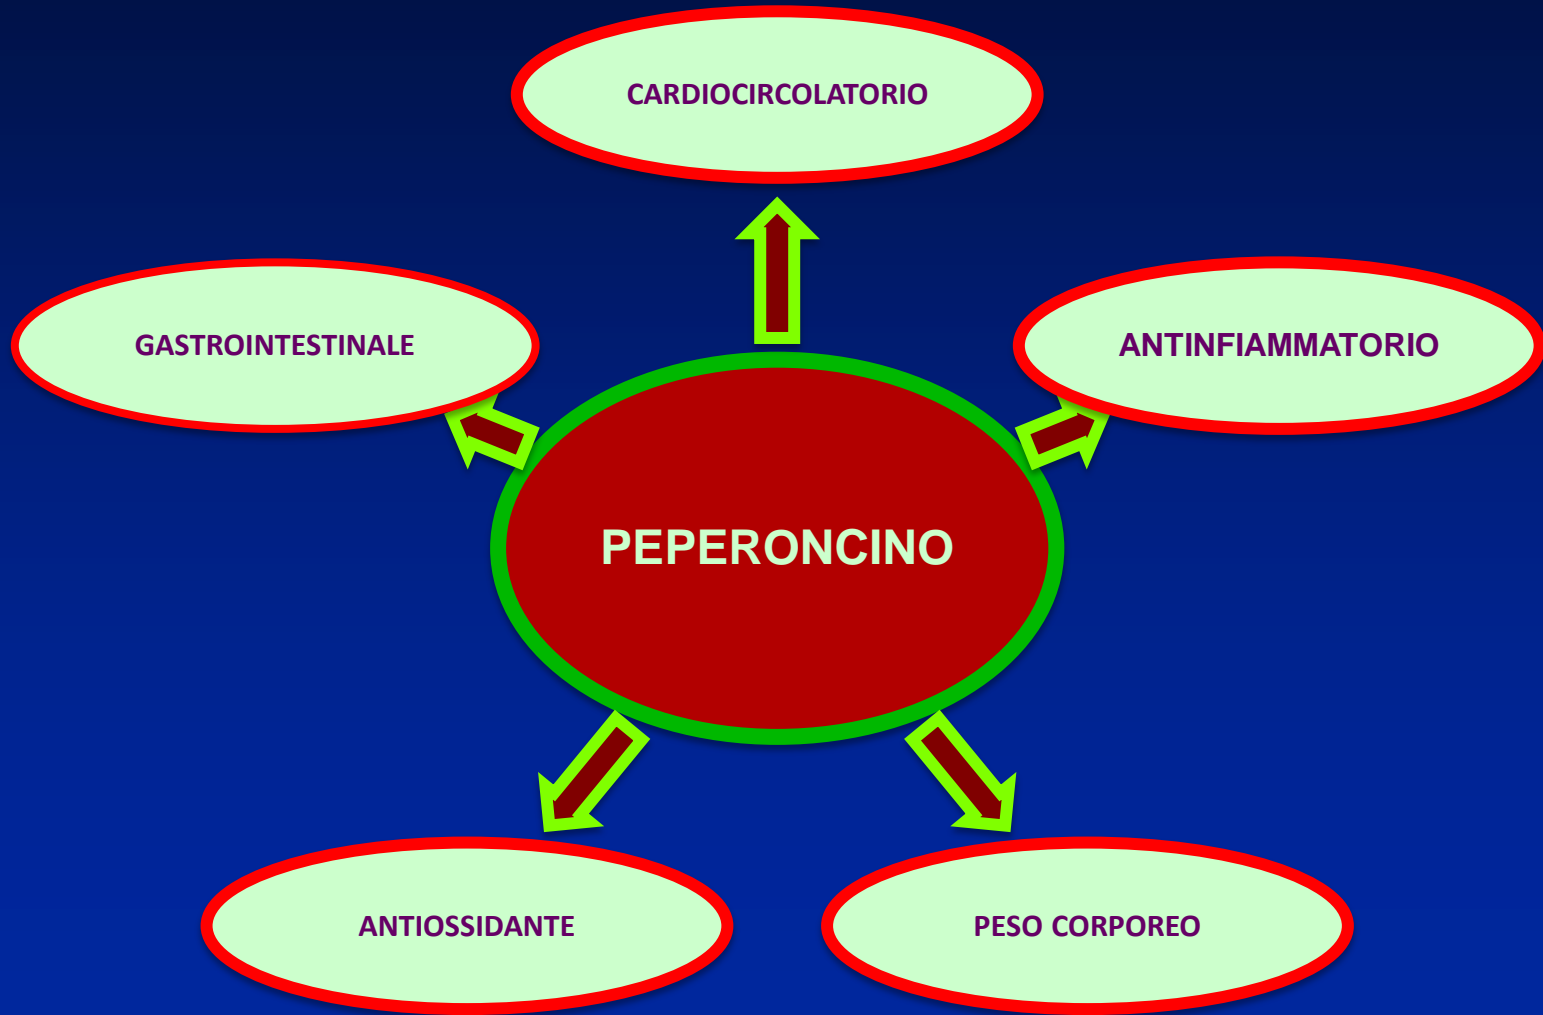 CARDIOCIRCOLATORIO
GASTROINTESTINALE
ANTINFIAMMATORIO
PEPERONCINO
ANTIOSSIDANTE
PESO CORPOREO